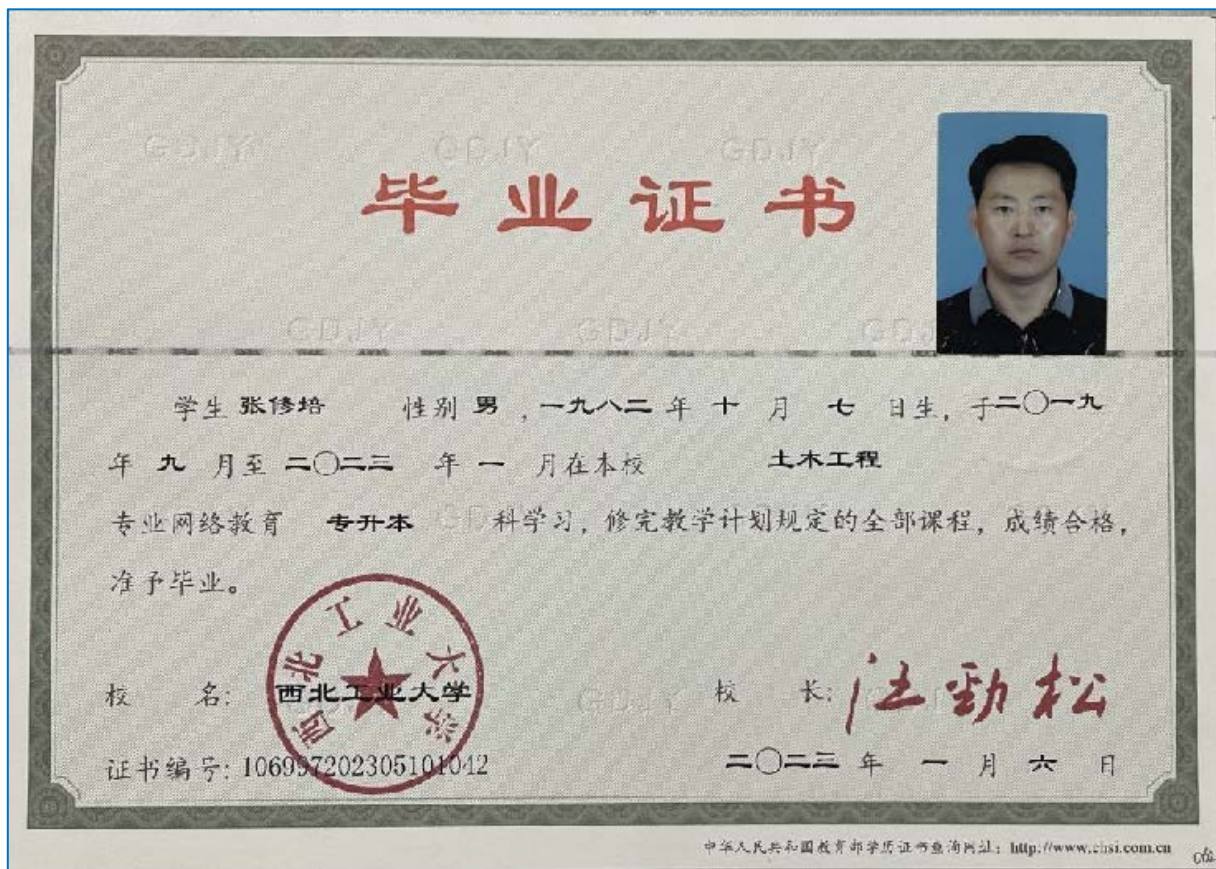 毕业证书
GDJY GDJY GDJY
GDJY GDJY
学生 张修培 性别 男 ,一九八二 年 十 月 七 日生, 于二〇一九
年 九 月至 二〇二三 年 一 月在本校 土木工程
专业网络教育 专升本 科学习, 修完教学计划规定的全部课程, 成绩合格,
准予毕业。
西北工业大学
校 名: 西北工业大学 校 长: 汪劲松
证书编号: 106997202305101042 二〇二三 年 一 月 六 日
中华人民共和国教育部学历证书查询网址: http://www.chsi.com.cn